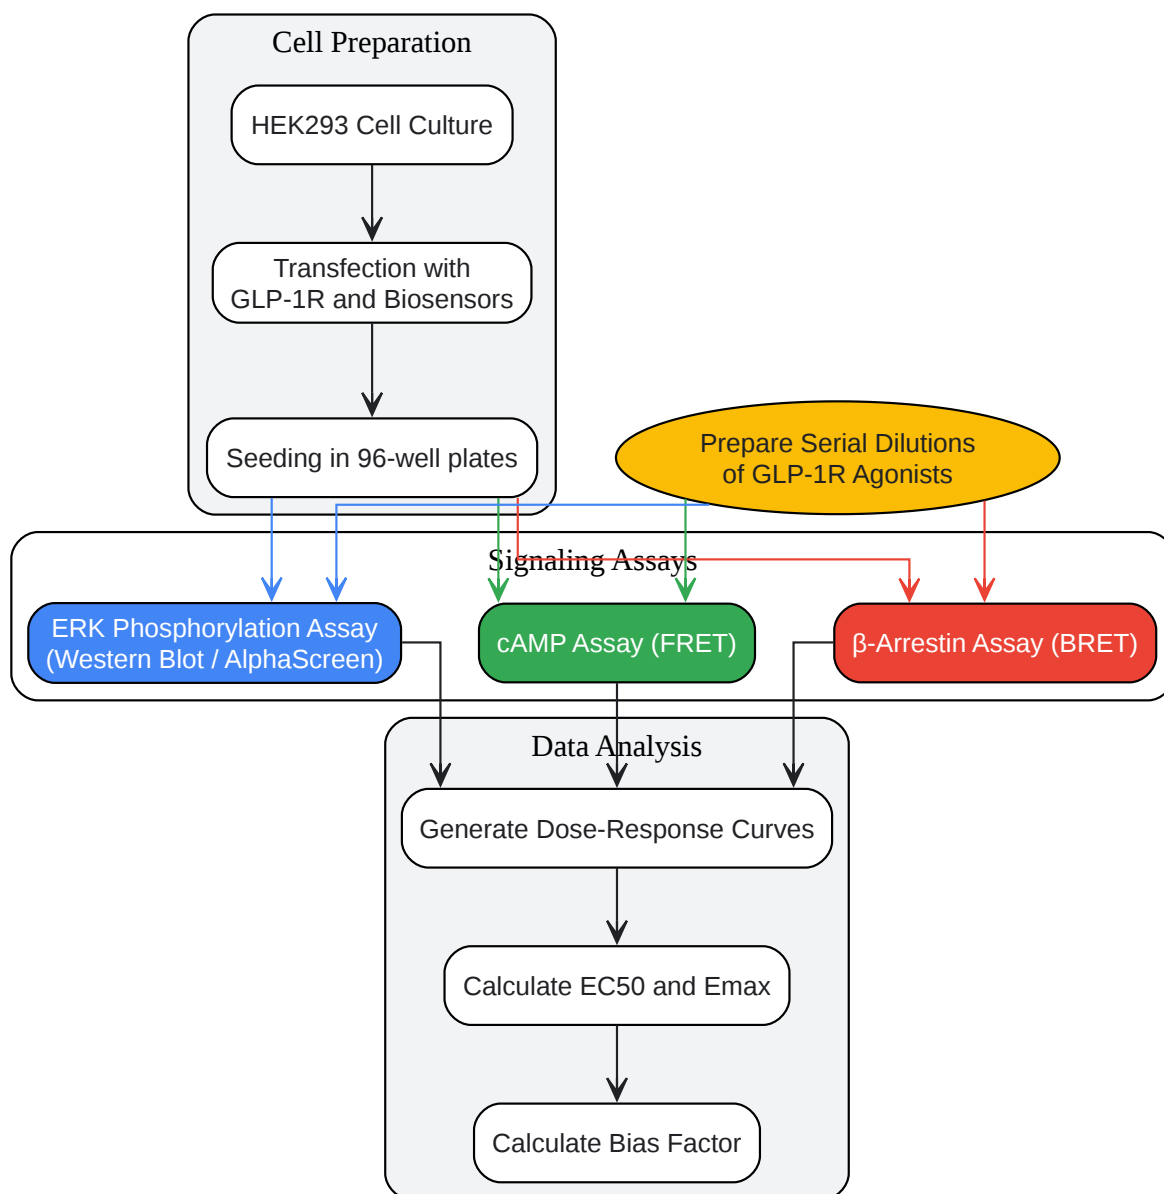 Cell Preparation
HEK293 Cell Culture
Transfection with
GLP-1R and Biosensors
Seeding in 96-well plates
Prepare Serial Dilutions
of GLP-1R Agonists
Signaling Assays
ERK Phosphorylation Assay
(Western Blot / AlphaScreen)
cAMP Assay (FRET)
β-Arrestin Assay (BRET)
Data Analysis
Generate Dose-Response Curves
Calculate EC50 and Emax
Calculate Bias Factor